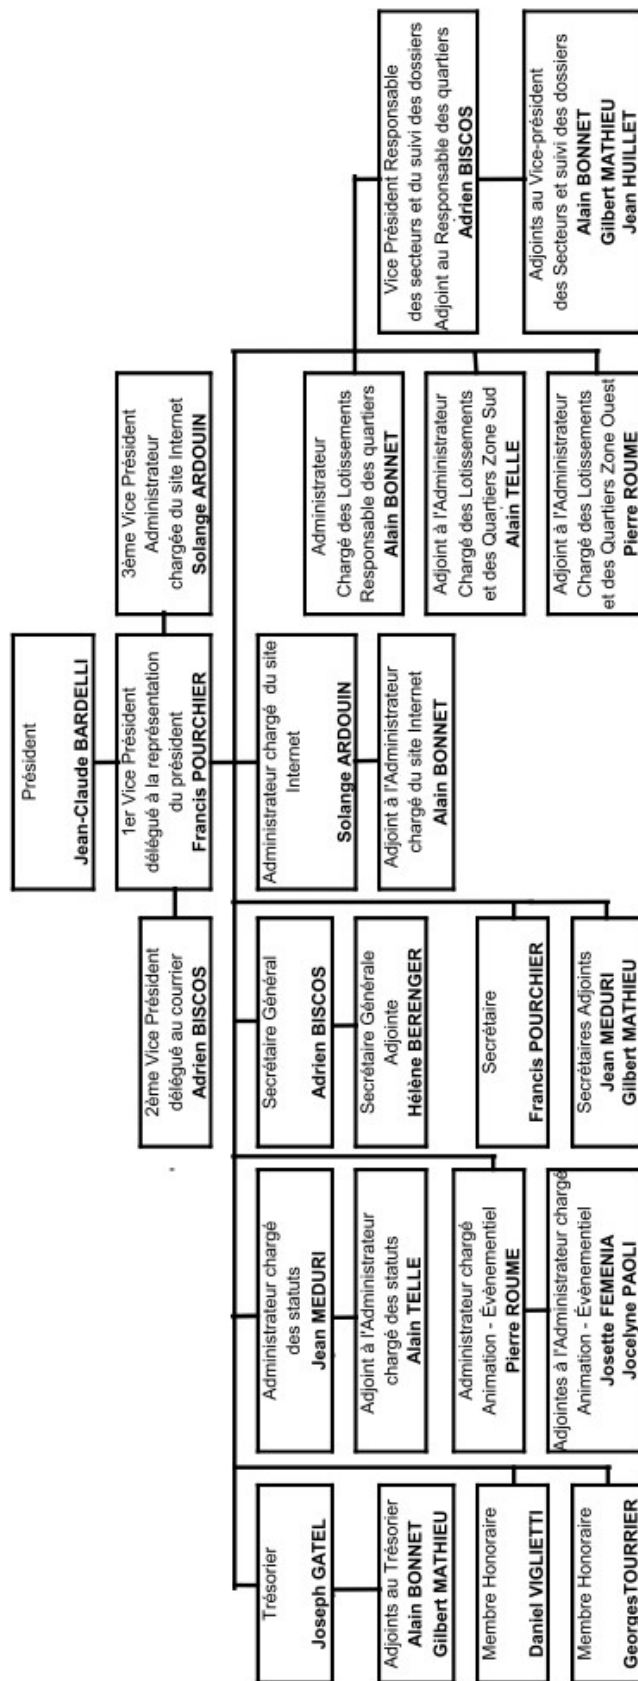 Président
Jean-Claude BARDELLI
2ème Vice Président
délégué au courrier
Adrien BISCOS
1er Vice Président
délégué à la représentation
du président
Francis POURCHIER
3ème Vice Président
Administrateur
chargée du site Internet
Solange ARDOUIN
Trésorier
Joseph GATEL
Adjoints au Trésorier
Alain BONNET
Gilbert MATHIEU
Membre Honoraire
Daniel VIGLIETTI
Membre Honoraire
GeorgesTOURRIER
Administrateur chargé
des statuts
Jean MEDURI
Adjoint à l'Administrateur
chargé des statuts
Alain TELLE
Administrateur chargé
Animation - Évènementiel
Pierre ROUME
Adjointes à l'Administrateur chargé
Animation - Évènementiel
Josette FEMENIA
Jocelyne PAOLI
Secrétaire Général
Adrien BISCOS
Secrétaire Générale
Adjointe
Hélène BERENGER
Secrétaire
Francis POURCHIER
Secrétaires Adjoints
Jean MEDURI
Gilbert MATHIEU
Administrateur chargé du site
Internet
Solange ARDOUIN
Adjoint à l'Administrateur
chargé du site Internet
Alain BONNET
Administrateur
Chargé des Lotissements
Responsable des quartiers
Alain BONNET
Adjoint à l'Administrateur
Chargé des Lotissements
et des Quartiers Zone Sud
Alain TELLE
Adjoint à l'Administrateur
Chargé des Lotissements
et des Quartiers Zone Ouest
Pierre ROUME
Vice Président Responsable
des secteurs et du suivi des dossiers
Adjoint au Responsable des quartiers
Adrien BISCOS
Adjoints au Vice-président
des Secteurs et suivi des dossiers
Alain BONNET
Gilbert MATHIEU
Jean HUILLET